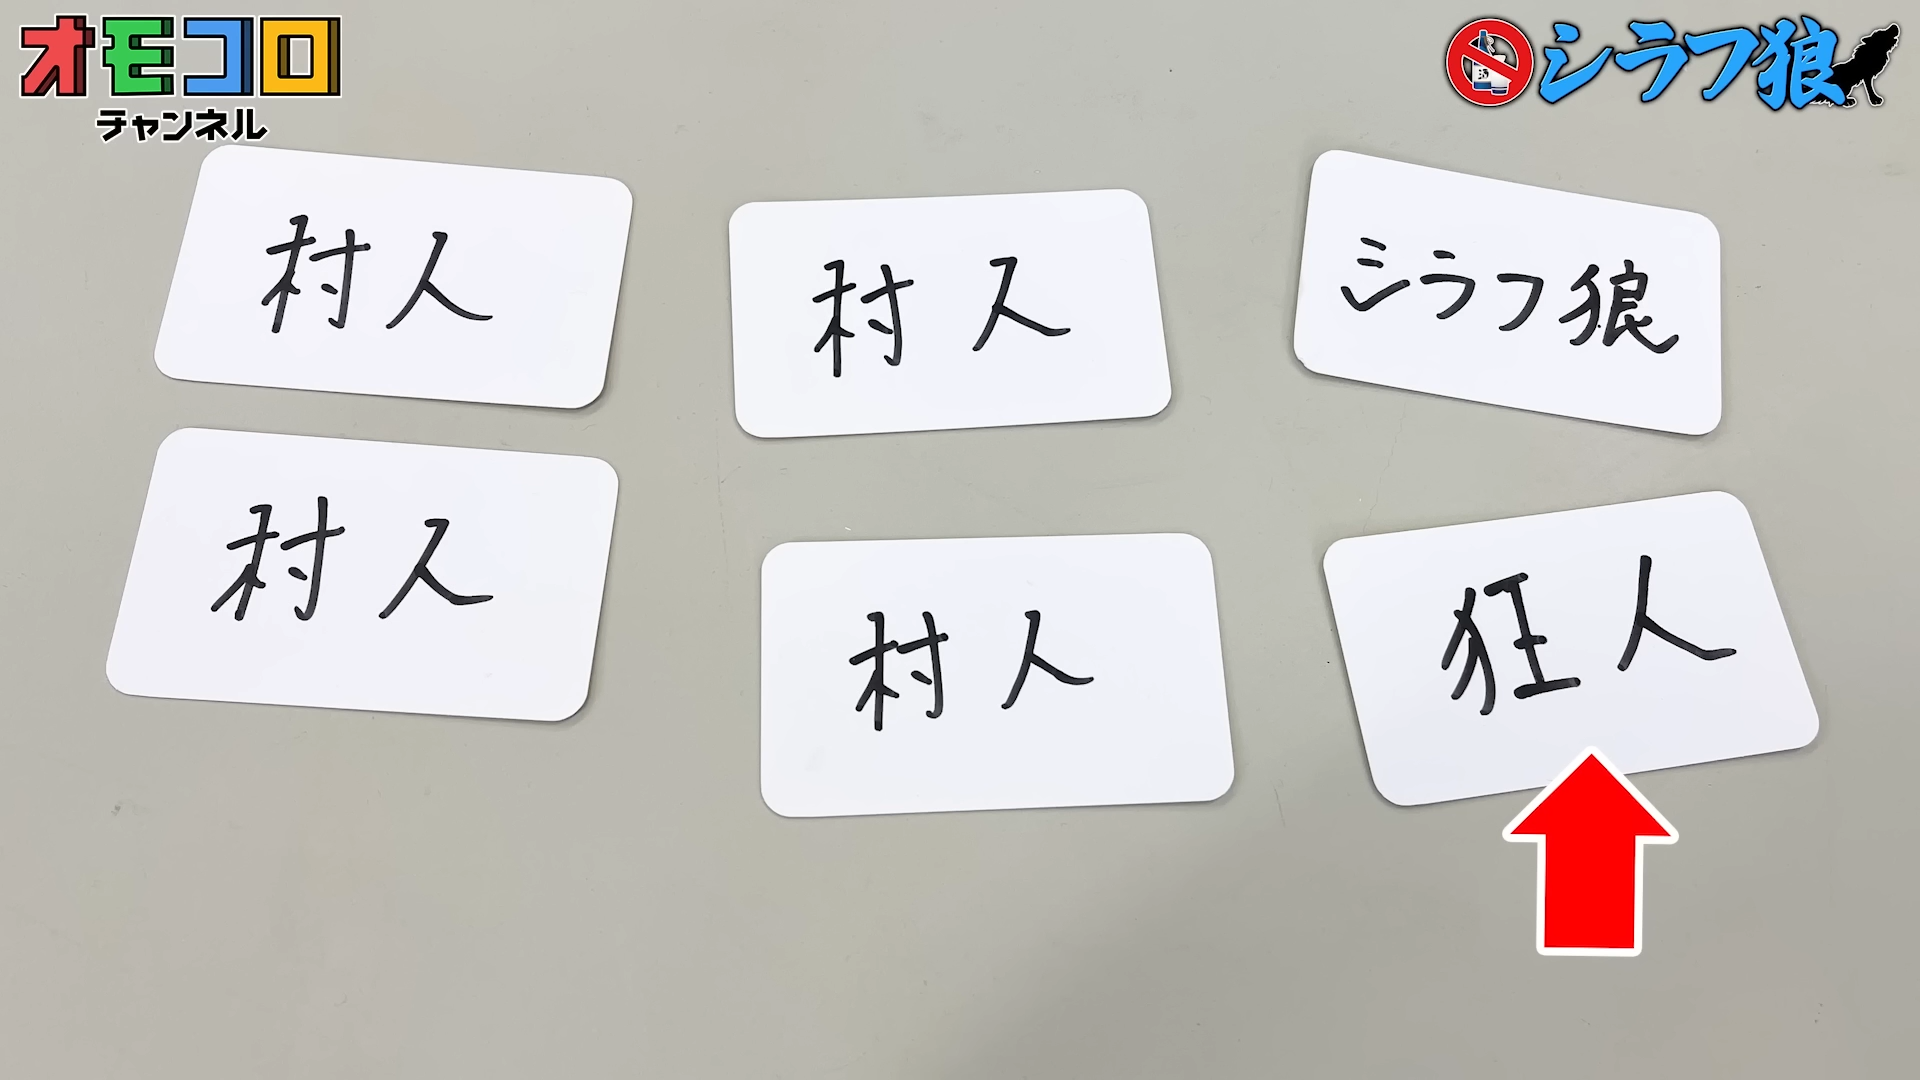 オモコロ
チャンネル
シラフ狼
村人
村人
シラフ狼
村人
村人
狂人